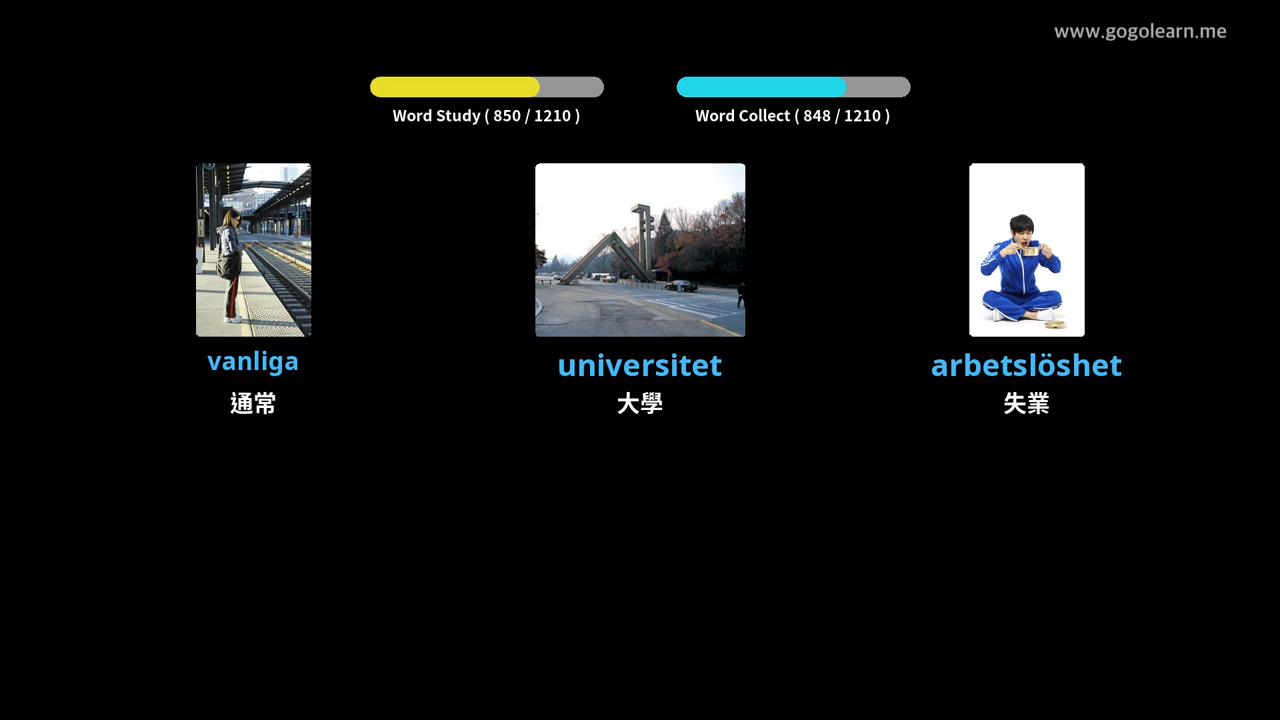 www.gogolearn.me
Word Study ( 850 / 1210 )
Word Collect ( 848 / 1210 )
vanliga
通常
universitet
大學
arbetslöshet
失業